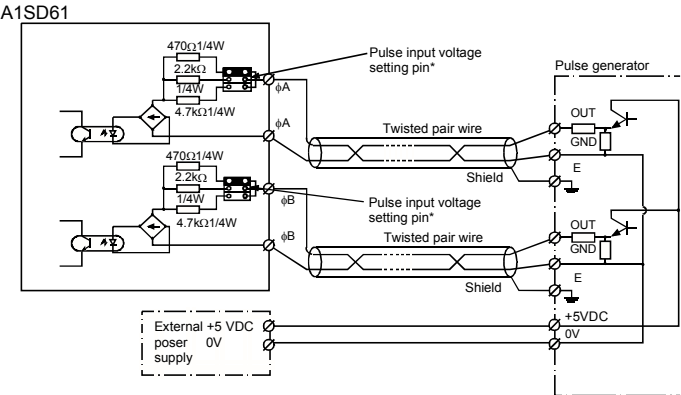 A1SD61
470Ω1/4W
2.2kΩ
1/4W
4.7kΩ1/4W
Pulse input voltage
setting pin*
Pulse generator
ϕA
ϕA
Twisted pair wire
Shield
OUT
GND
E
470Ω1/4W
2.2kΩ
1/4W
4.7kΩ1/4W
Pulse input voltage
setting pin*
ϕB
ϕB
Twisted pair wire
Shield
OUT
GND
E
External +5 VDC
poser 0V
supply
+5VDC
0V